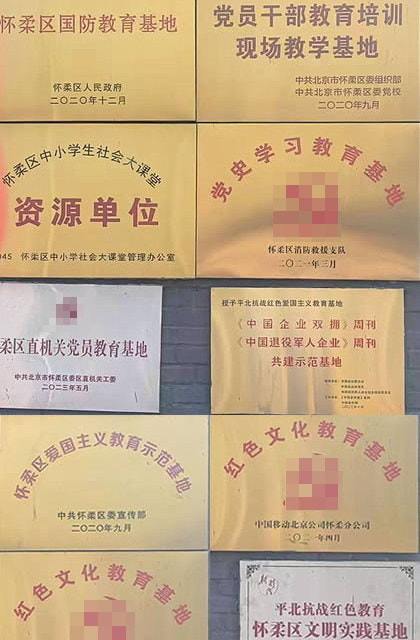 怀柔区国防教育基地
怀柔区人民政府
二〇二〇年十二月
党员干部教育培训
现场教学基地
中共北京市怀柔区委组织部
中共北京市怀柔区委党校
二〇二〇年九月
怀柔区中小学生社会大课堂
资源单位
045 怀柔区中小学社会大课堂管理办公室
党史学习教育基地
怀柔区消防救援支队
二〇二一年三月
柔区直机关党员教育基地
中共北京市怀柔区委区直机关工委
二〇二三年五月
授予平北抗战红色爱国主义教育基地
《中国企业双拥》周刊
《中国退役军人企业》周刊
共建示范基地
怀柔区爱国主义教育示范基地
中共怀柔区委宣传部
二〇二〇年九月
红色文化教育基地
中国移动北京公司怀柔分公司
二〇二一年四月
红色文化教育基地
平北抗战红色教育
怀柔区文明实践基地